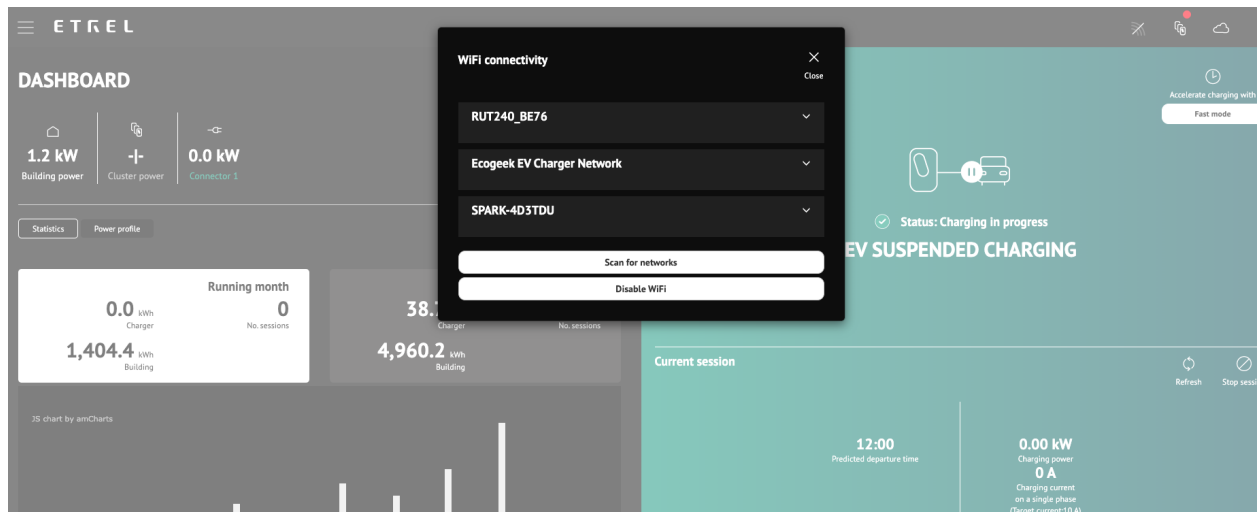 ETREL
DASHBOARD
1.2 kW
Building power
-|-
Cluster power
0.0 kW
Connector 1
Statistics
Power profile
Running month
0.0 kWh
Charger
0
No. sessions
1,404.4 kWh
Building
38.
Charger
No. sessions
4,960.2 kWh
Building
JS chart by amCharts
WiFi connectivity
Close
RUT240_BE76
Ecogeek EV Charger Network
SPARK-4D3TDU
Scan for networks
Disable WiFi
Accelerate charging with
Fast mode
Status: Charging in progress
EV SUSPENDED CHARGING
Current session
Refresh
Stop sessi
12:00
Predicted departure time
0.00 kW
Charging power
0 A
Charging current
on a single phase
(Target current:10 A)